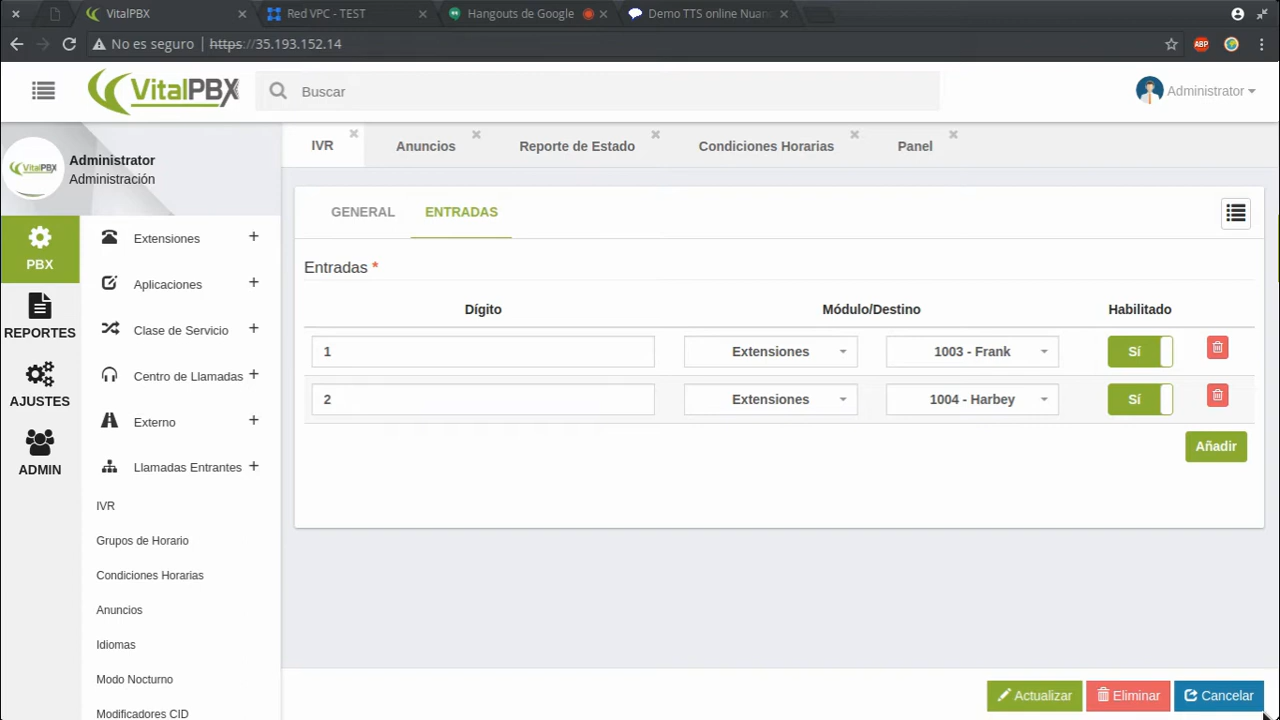 VitalPBX
Red VPC - TEST
Hangouts de Google
Demo TTS online Nuan
No es seguro
https://35.193.152.14
ABP
VitalPBX
Buscar
Administrator
VitalPBX
Administrator
Administración
IVR
Anuncios
Reporte de Estado
Condiciones Horarias
Panel
GENERAL
ENTRADAS
PBX
REPORTES
AJUSTES
ADMIN
Extensiones +
Aplicaciones +
Clase de Servicio +
Centro de Llamadas +
Externo +
Llamadas Entrantes +
IVR
Grupos de Horario
Condiciones Horarias
Anuncios
Idiomas
Modo Nocturno
Modificadores CID
Entradas *
Dígito
Módulo/Destino
Habilitado
1
Extensiones
1003 - Frank
Sí
2
Extensiones
1004 - Harbey
Sí
Añadir
Actualizar
Eliminar
Cancelar